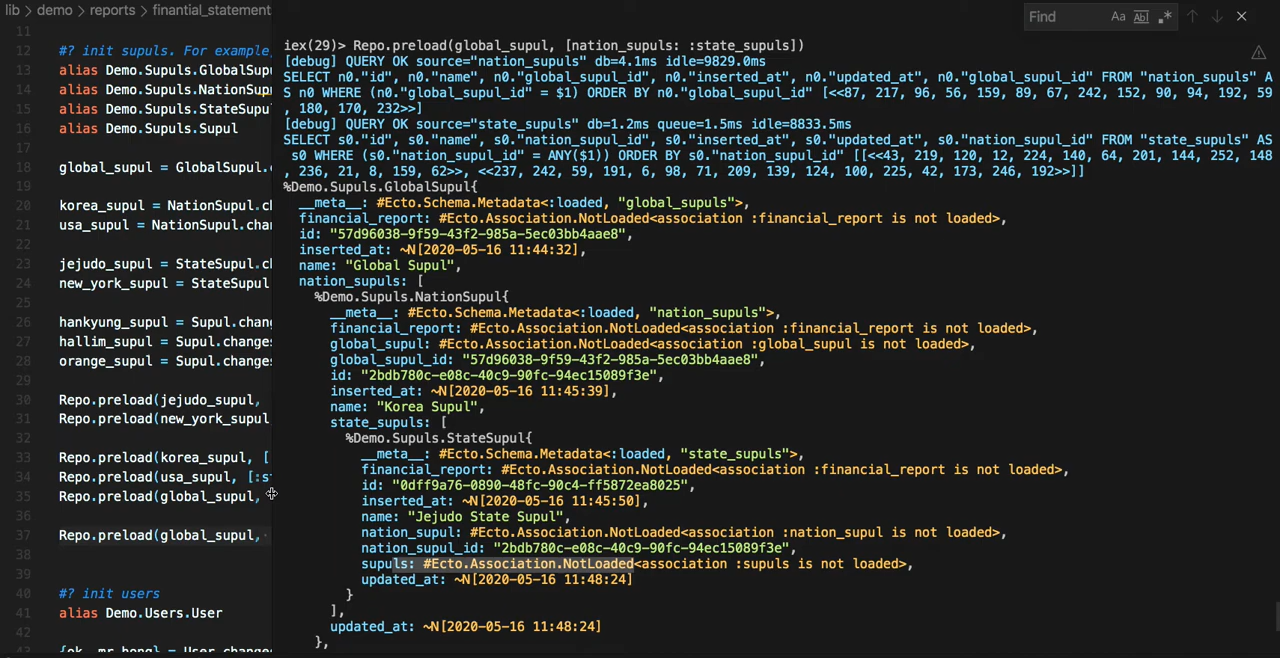 lib > demo > reports > finantial_statement
Find
Aa
Ab
.*
11
12 #? init supuls. For example,
13 alias Demo.Supuls.GlobalSupu
14 alias Demo.Supuls.NationSupu
15 alias Demo.Supuls.StateSupul
16 alias Demo.Supuls.Supul
17
18 global_supul = GlobalSupul.c
19
20 korea_supul = NationSupul.ch
21 usa_supul = NationSupul.chan
22
23 jejudo_supul = StateSupul.ch
24 new_york_supul = StateSupul
25
26 hankyung_supul = Supul.chang
27 hallim_supul = Supul.changes
28 orange_supul = Supul.changes
29
30 Repo.preload(jejudo_supul,
31 Repo.preload(new_york_supul
32
33 Repo.preload(korea_supul, [
34 Repo.preload(usa_supul, [:st
35 Repo.preload(global_supul,
36
37 Repo.preload(global_supul,
38
39
40 #? init users
41 alias Demo.Users.User
42
43 {ok, mr_hong} = User.change
iex(29)> Repo.preload(global_supul, [nation_supuls: :state_supuls])
[debug] QUERY OK source="nation_supuls" db=4.1ms idle=9829.0ms
SELECT n0."id", n0."name", n0."global_supul_id", n0."inserted_at", n0."updated_at", n0."global_supul_id" FROM "nation_supuls" A
S n0 WHERE (n0."global_supul_id" = $1) ORDER BY n0."global_supul_id" [<<87, 217, 96, 56, 159, 89, 67, 242, 152, 90, 94, 192, 59
, 180, 170, 232>>]
[debug] QUERY OK source="state_supuls" db=1.2ms queue=1.5ms idle=8833.5ms
SELECT s0."id", s0."name", s0."nation_supul_id", s0."inserted_at", s0."updated_at", s0."nation_supul_id" FROM "state_supuls" AS
s0 WHERE (s0."nation_supul_id" = ANY($1)) ORDER BY s0."nation_supul_id" [[<<43, 219, 120, 12, 224, 140, 64, 201, 144, 252, 148
, 236, 21, 8, 159, 62>>, <<237, 242, 59, 191, 6, 98, 71, 209, 139, 124, 100, 225, 42, 173, 246, 192>>]]
%Demo.Supuls.GlobalSupul{
__meta__: #Ecto.Schema.Metadata<:loaded, "global_supuls">,
financial_report: #Ecto.Association.NotLoaded<association :financial_report is not loaded>,
id: "57d96038-9f59-43f2-985a-5ec03bb4aae8",
inserted_at: ~N[2020-05-16 11:44:32],
name: "Global Supul",
nation_supuls: [
%Demo.Supuls.NationSupul{
__meta__: #Ecto.Schema.Metadata<:loaded, "nation_supuls">,
financial_report: #Ecto.Association.NotLoaded<association :financial_report is not loaded>,
global_supul: #Ecto.Association.NotLoaded<association :global_supul is not loaded>,
global_supul_id: "57d96038-9f59-43f2-985a-5ec03bb4aae8",
id: "2bdb780c-e08c-40c9-90fc-94ec15089f3e",
inserted_at: ~N[2020-05-16 11:45:39],
name: "Korea Supul",
state_supuls: [
%Demo.Supuls.StateSupul{
__meta__: #Ecto.Schema.Metadata<:loaded, "state_supuls">,
financial_report: #Ecto.Association.NotLoaded<association :financial_report is not loaded>,
id: "0dff9a76-0890-48fc-90c4-ff5872ea8025",
inserted_at: ~N[2020-05-16 11:45:50],
name: "Jejudo State Supul",
nation_supul: #Ecto.Association.NotLoaded<association :nation_supul is not loaded>,
nation_supul_id: "2bdb780c-e08c-40c9-90fc-94ec15089f3e",
supuls: #Ecto.Association.NotLoaded<association :supuls is not loaded>,
updated_at: ~N[2020-05-16 11:48:24]
}
],
updated_at: ~N[2020-05-16 11:48:24]
},